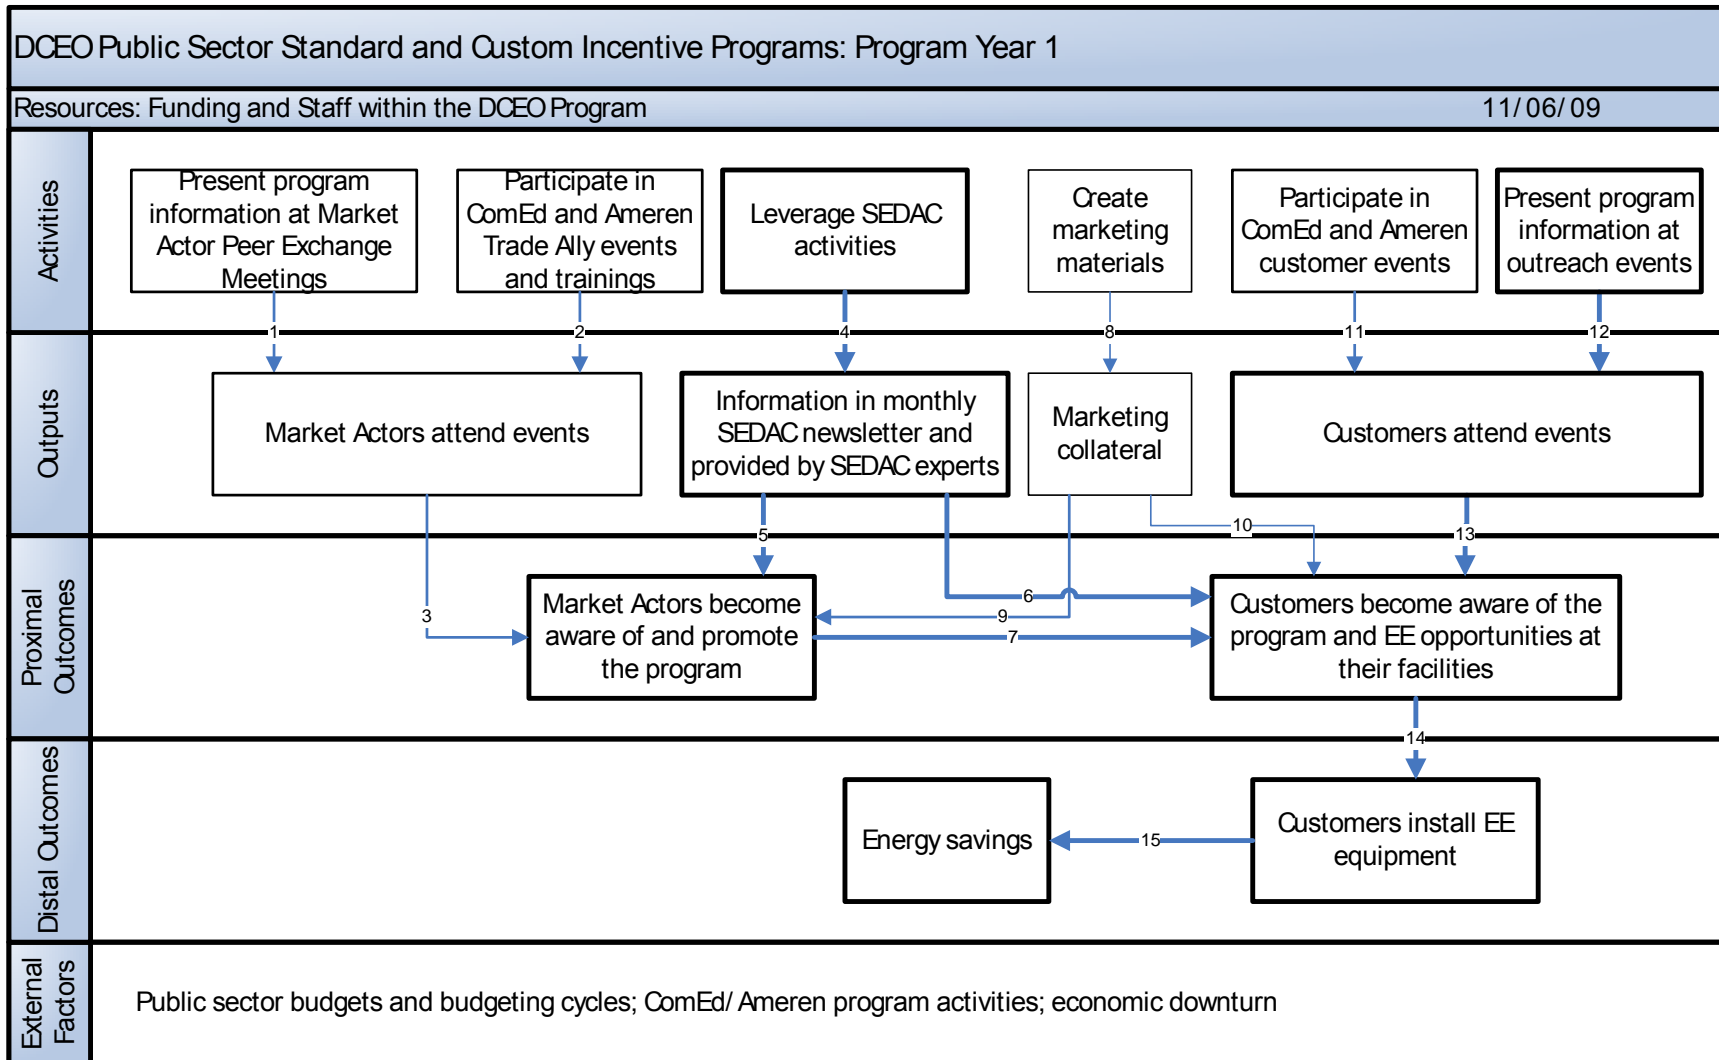 DCEO Public Sector Standard and Custom Incentive Programs: Program Year 1
Resources: Funding and Staff within the DCEO Program
11/06/09
Activities
Present program
information at Market
Actor Peer Exchange
Meetings
Participate in
ComEd and Ameren
Trade Ally events
and trainings
Leverage SEDAC
activities
Create
marketing
materials
Participate in
ComEd and Ameren
customer events
Present program
information at
outreach events
1
2
4
8
11
12
Outputs
Market Actors attend events
Information in monthly
SEDAC newsletter and
provided by SEDAC experts
Marketing
collateral
Customers attend events
5
10
13
Proximal
Outcomes
3
Market Actors become
aware of and promote
the program
6
9
7
Customers become aware of the
program and EE opportunities at
their facilities
14
Distal Outcomes
Energy savings
15
Customers install EE
equipment
External
Factors
Public sector budgets and budgeting cycles; ComEd/Ameren program activities; economic downturn